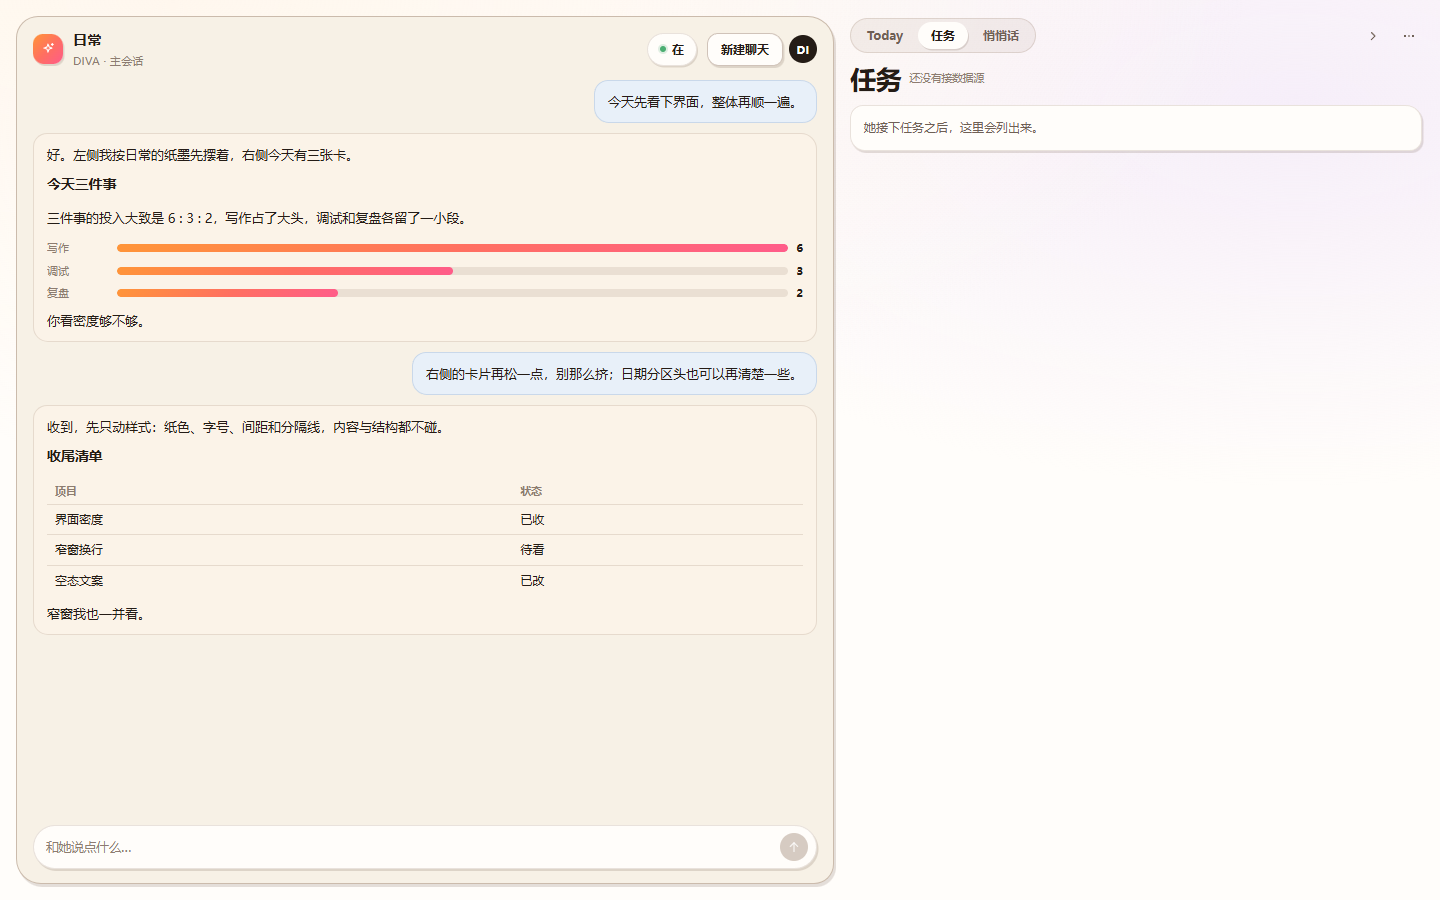 日常
DIVA · 主会话
在
新建聊天
DI
今天先看下界面，整体再顺一遍。
好。左侧我按日常的纸墨先摆着，右侧今天有三张卡。
今天三件事
三件事的投入大致是 6 : 3 : 2，写作占了大头，调试和复盘各留了一小段。
写作 6
调试 3
复盘 2
你看密度够不够。
右侧的卡片再松一点，别那么挤；日期分区头也可以再清楚一些。
收到，先只动样式：纸色、字号、间距和分隔线，内容与结构都不碰。
收尾清单
项目 状态
界面密度 已收
窄窗换行 待看
空态文案 已改
窄窗我也一并看。
和她说点什么...
Today 任务 悄悄话
任务 还没有接数据源
她接下任务之后，这里会列出来。